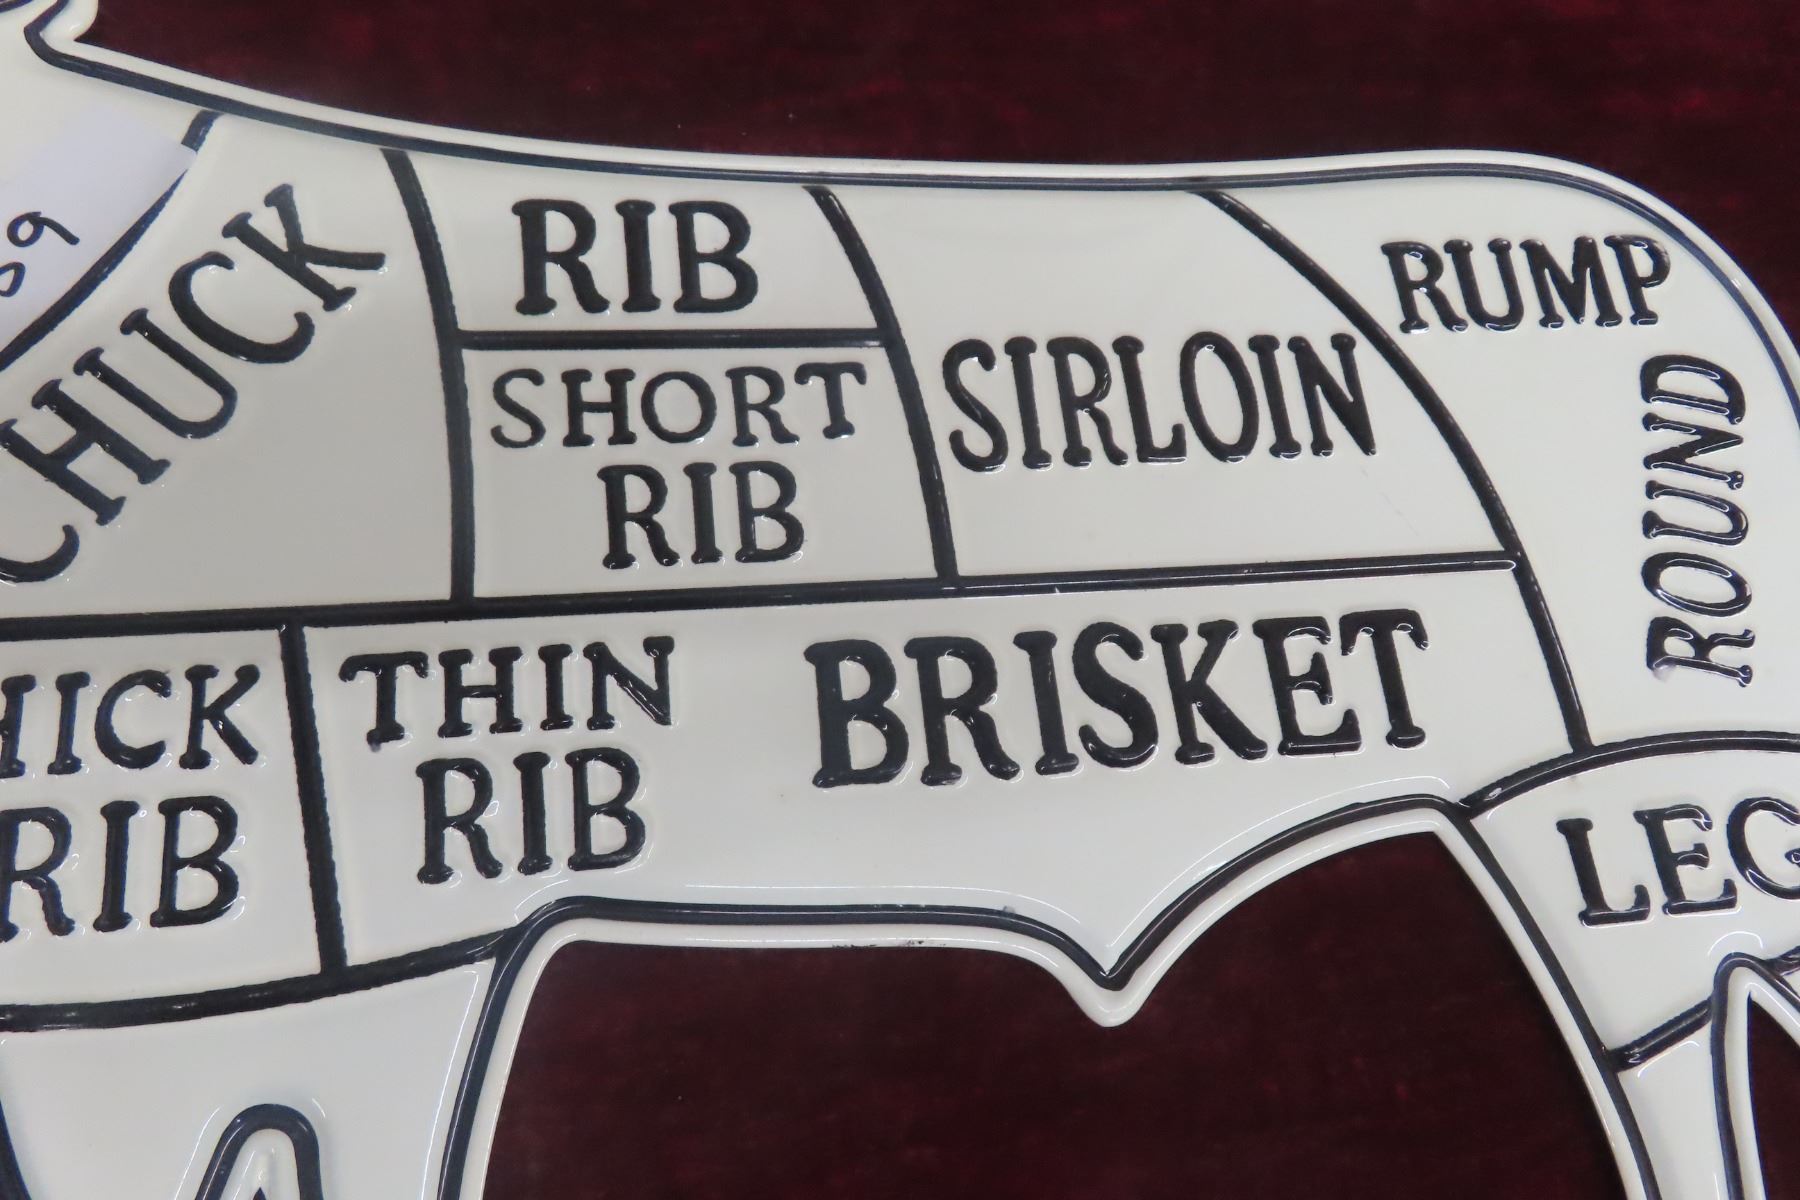 CHUCK
RIB
SHORT
RIB
SIRLOIN
RUMP
ROUND
HICK
RIB
THIN
RIB
BRISKET
LEG